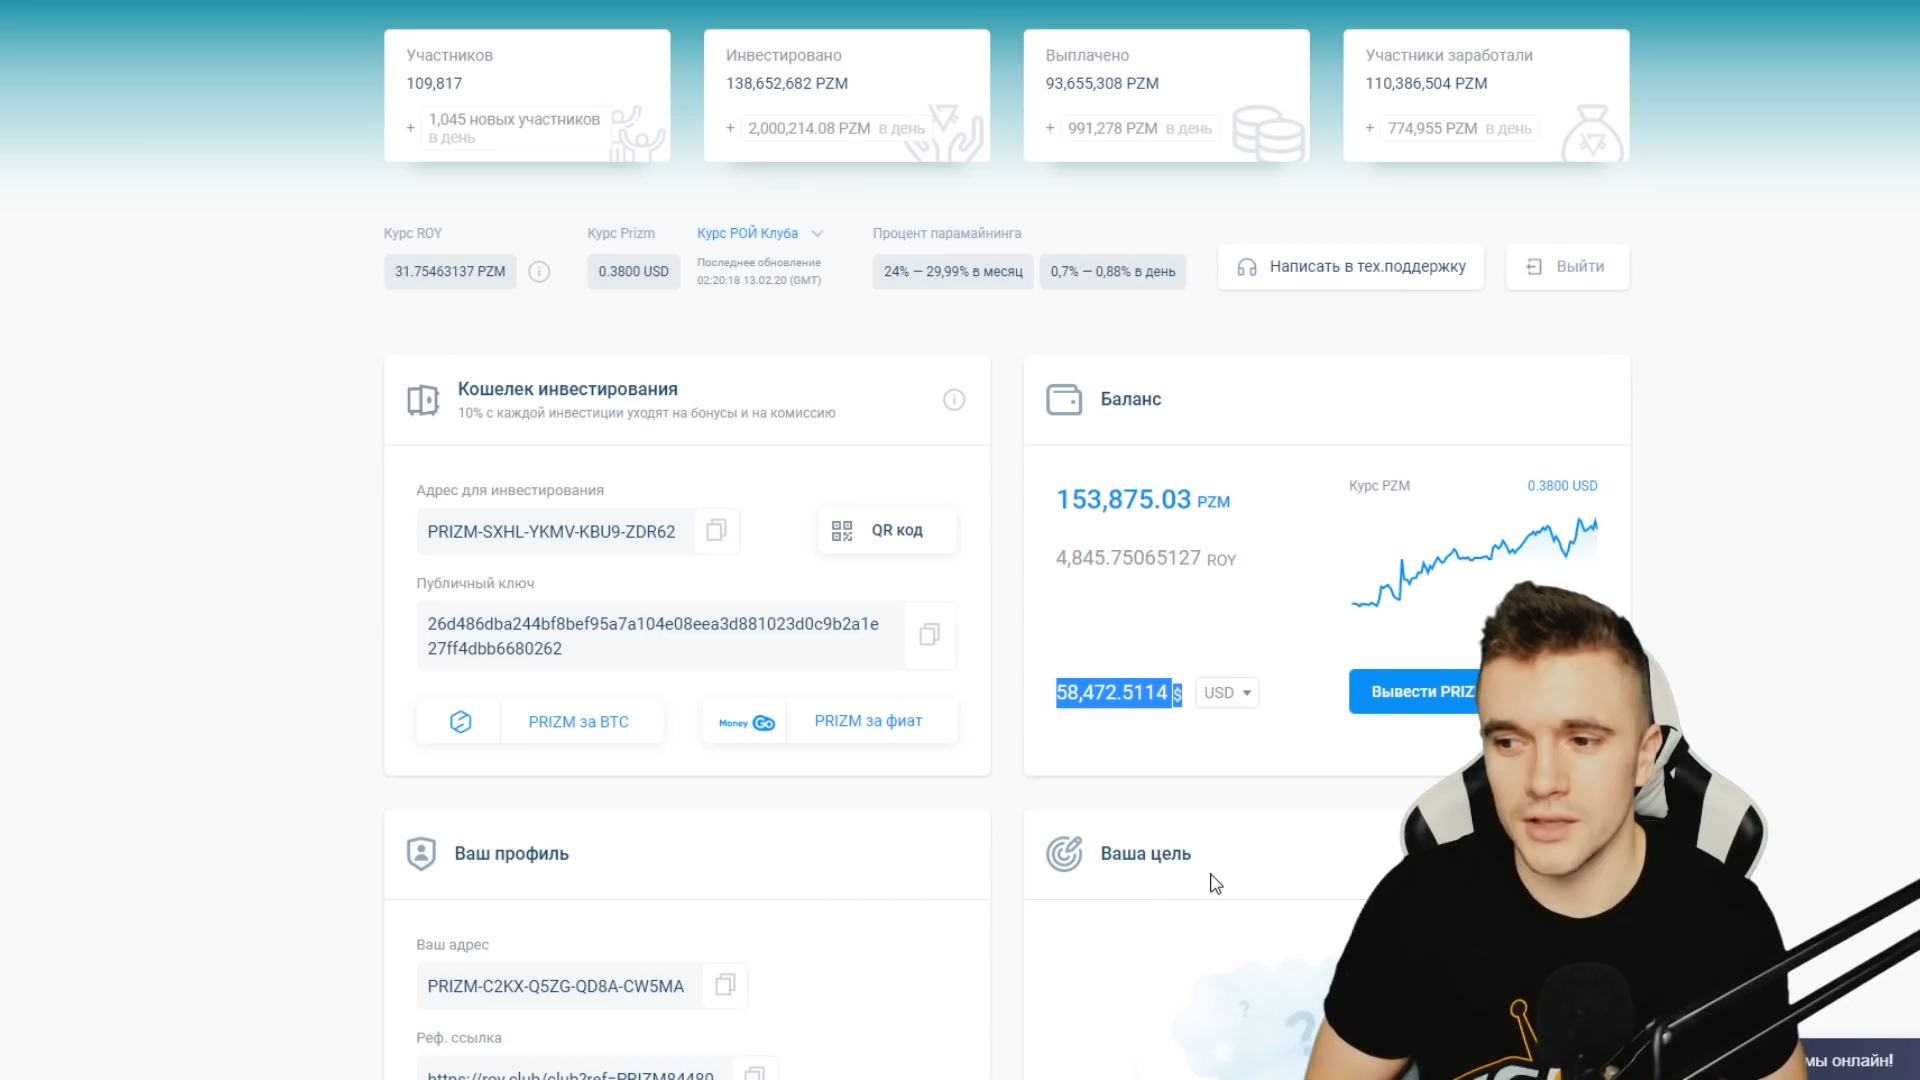 Участников
109,817
+ 1,045 новых участников
в день
Инвестировано
138,652,682 PZM
+ 2,000,214.08 PZM в день
Выплачено
93,655,308 PZM
+ 991,278 PZM в день
Участники заработали
110,386,504 PZM
+ 774,955 PZM в день
Курс ROY
31.75463137 PZM
Курс Prizm
0.3800 USD
Курс РОЙ Клуба
Последнее обновление
02:20:18 13.02.20 (GMT)
Процент парамайнинга
24% — 29,99% в месяц
0,7% — 0,88% в день
Написать в тех.поддержку
Выйти
Кошелек инвестирования
10% с каждой инвестиции уходят на бонусы и на комиссию
Адрес для инвестирования
PRIZM-SXHL-YKMV-KBU9-ZDR62
QR код
Публичный ключ
26d486dba244bf8bef95a7a104e08eea3d881023d0c9b2a1e
27ff4dbb6680262
PRIZM за BTC
Money Go
PRIZM за фиат
Баланс
153,875.03 PZM
4,845.75065127 ROY
Курс PZM
0.3800 USD
58,472.5114 $
USD
Вывести PRIZ
Ваш профиль
Ваш адрес
PRIZM-C2KX-Q5ZG-QD8A-CW5MA
Реф. ссылка
https://roy.club/club?ref=PRIZM84480
Ваша цель
мы онлайн!